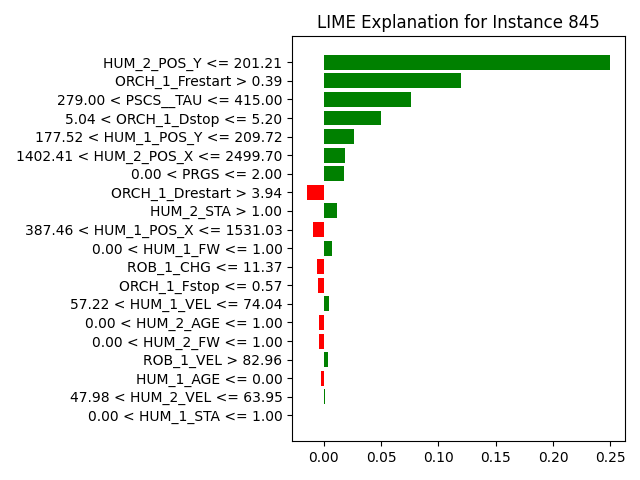 LIME Explanation for Instance 845
HUM_2_POS_Y <= 201.21
ORCH_1_Frestart > 0.39
279.00 < PSCS__TAU <= 415.00
5.04 < ORCH_1_Dstop <= 5.20
177.52 < HUM_1_POS_Y <= 209.72
1402.41 < HUM_2_POS_X <= 2499.70
0.00 < PRGS <= 2.00
ORCH_1_Drestart > 3.94
HUM_2_STA > 1.00
387.46 < HUM_1_POS_X <= 1531.03
0.00 < HUM_1_FW <= 1.00
ROB_1_CHG <= 11.37
ORCH_1_Fstop <= 0.57
57.22 < HUM_1_VEL <= 74.04
0.00 < HUM_2_AGE <= 1.00
0.00 < HUM_2_FW <= 1.00
ROB_1_VEL > 82.96
HUM_1_AGE <= 0.00
47.98 < HUM_2_VEL <= 63.95
0.00 < HUM_1_STA <= 1.00
0.00 0.05 0.10 0.15 0.20 0.25